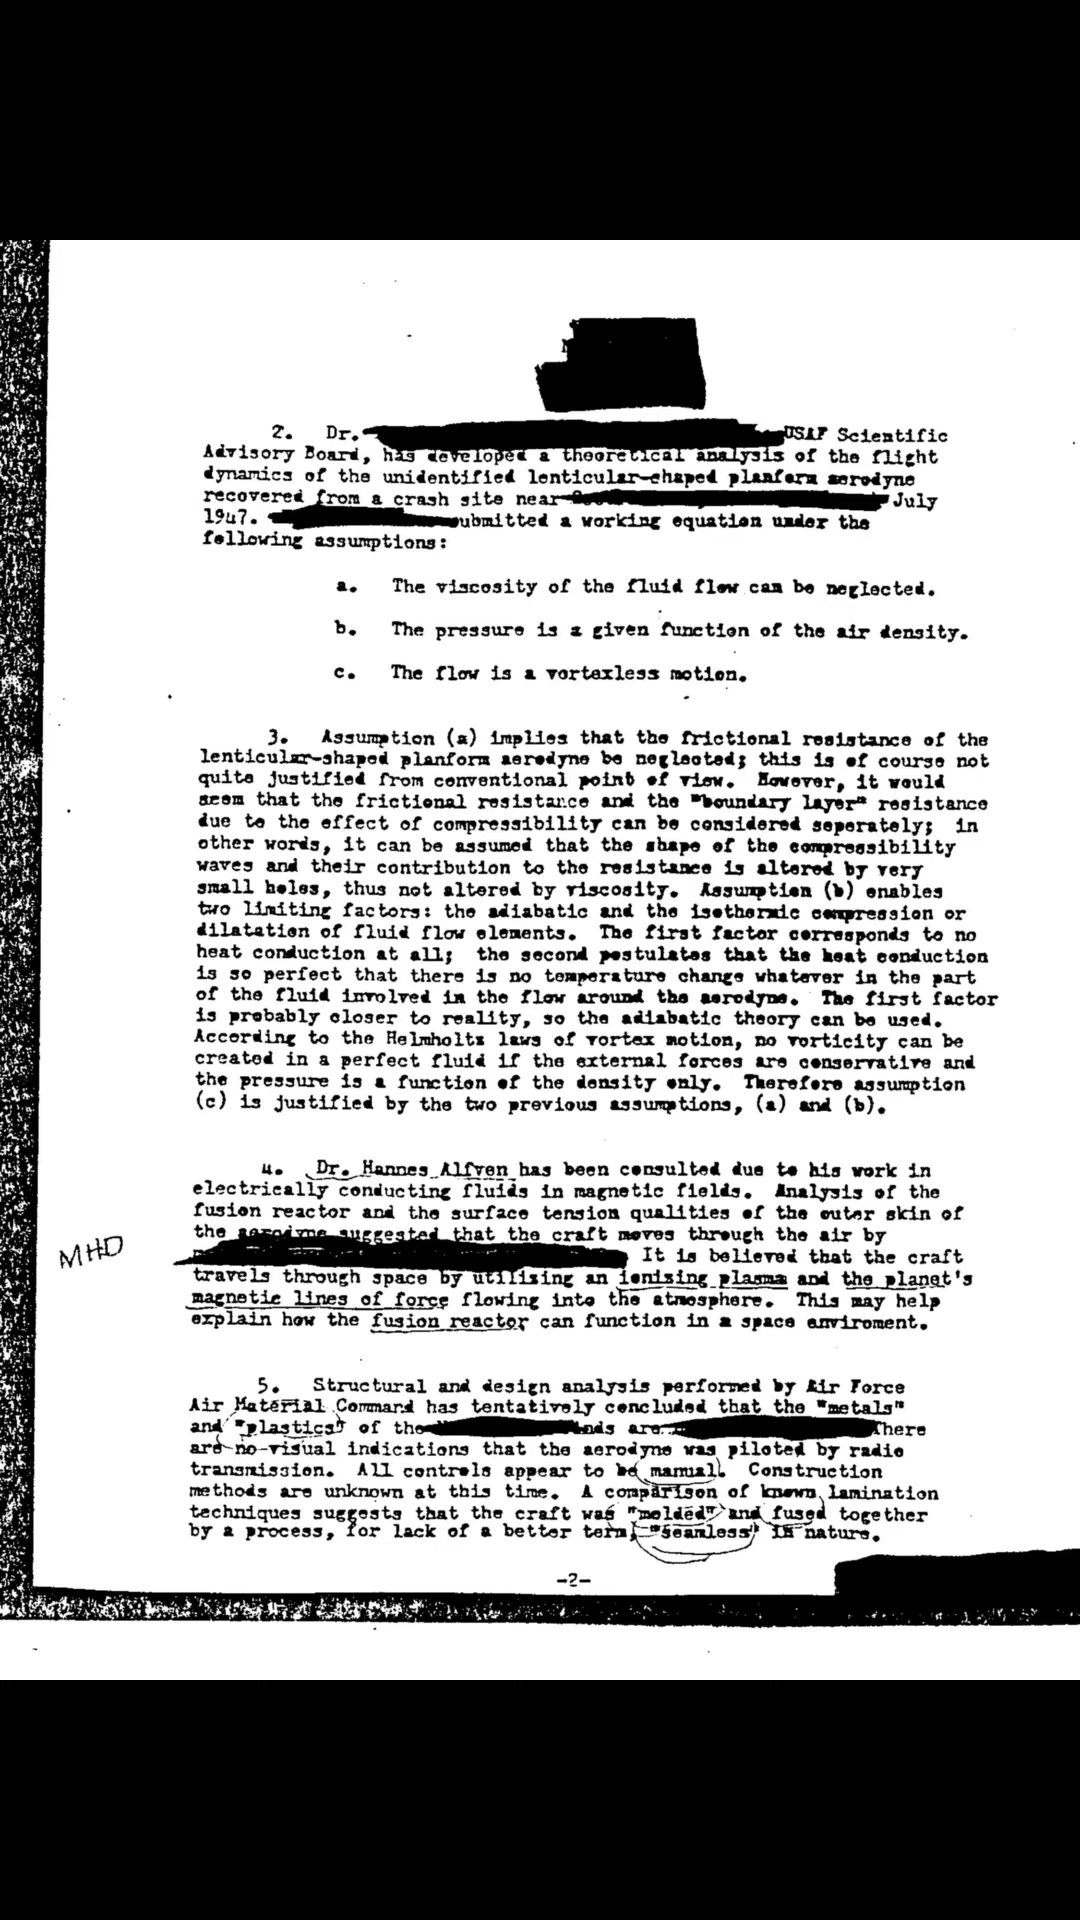 2. Dr. USAF Scientific
Advisory Board, has developed a theoretical analysis of the flight
dynamics of the unidentified lenticular-shaped planform aerodyne
recovered from a crash site near July
1947. submitted a working equation under the
following assumptions:
a. The viscosity of the fluid flow can be neglected.
b. The pressure is a given function of the air density.
c. The flow is a vortexless motion.
3. Assumption (a) implies that the frictional resistance of the
lenticular-shaped planform aerodyne be neglected; this is of course not
quite justified from conventional point of view. However, it would
seem that the frictional resistance and the "boundary layer" resistance
due to the effect of compressibility can be considered seperately; in
other words, it can be assumed that the shape of the compressibility
waves and their contribution to the resistance is altered by very
small holes, thus not altered by viscosity. Assumption (b) enables
two limiting factors: the adiabatic and the isothermic compression or
dilatation of fluid flow elements. The first factor corresponds to no
heat conduction at all; the second postulates that the heat conduction
is so perfect that there is no temperature change whatever in the part
of the fluid involved in the flow around the aerodyne. The first factor
is probably closer to reality, so the adiabatic theory can be used.
According to the Helmholtz laws of vortex motion, no vorticity can be
created in a perfect fluid if the external forces are conservative and
the pressure is a function of the density only. Therefore assumption
(c) is justified by the two previous assumptions, (a) and (b).
4. Dr. Hannes Alfven has been consulted due to his work in
electrically conducting fluids in magnetic fields. Analysis of the
fusion reactor and the surface tension qualities of the outer skin of
the aerodyne suggested that the craft moves through the air by
MHD
It is believed that the craft
travels through space by utilising an ionising plasma and the planet's
magnetic lines of force flowing into the atmosphere. This may help
explain how the fusion reactor can function in a space enviroment.
5. Structural and design analysis performed by Air Force
Air Material Command has tentatively concluded that the "metals"
and "plastics" of the nds are There
are no visual indications that the aerodyne was piloted by radio
transmission. All controls appear to be manual. Construction
methods are unknown at this time. A comparison of known lamination
techniques suggests that the craft was "molded" and fused together
by a process, for lack of a better term, "seamless" in nature.
-2-